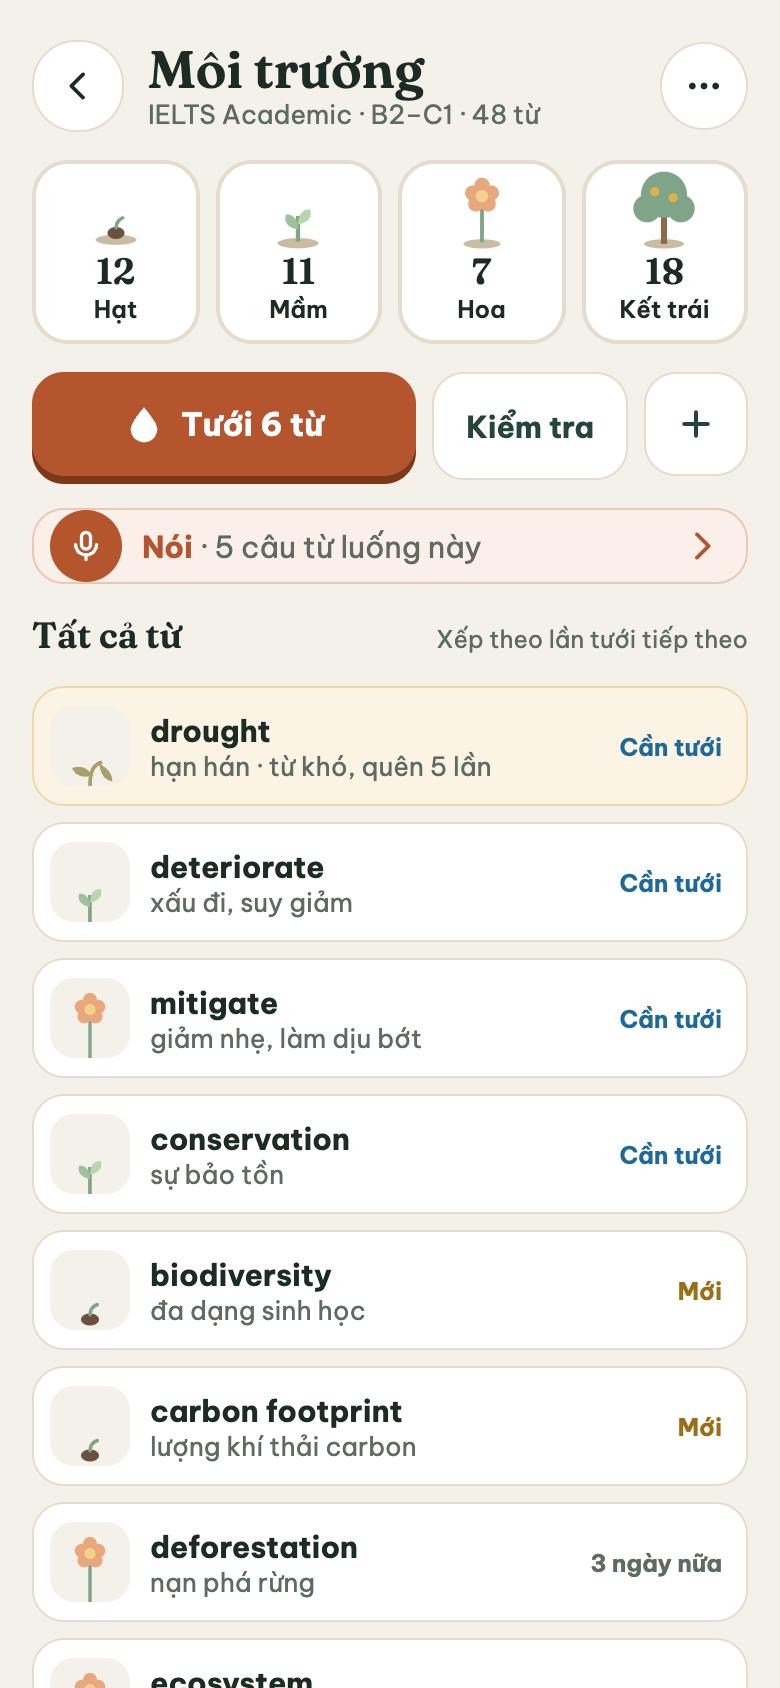 Môi trường
IELTS Academic · B2–C1 · 48 từ
12
Hạt
11
Mầm
7
Hoa
18
Kết trái
Tưới 6 từ
Kiểm tra
Nói · 5 câu từ luống này
Tất cả từ
Xếp theo lần tưới tiếp theo
drought
hạn hán · từ khó, quên 5 lần
Cần tưới
deteriorate
xấu đi, suy giảm
Cần tưới
mitigate
giảm nhẹ, làm dịu bớt
Cần tưới
conservation
sự bảo tồn
Cần tưới
biodiversity
đa dạng sinh học
Mới
carbon footprint
lượng khí thải carbon
Mới
deforestation
nạn phá rừng
3 ngày nữa
ecosystem